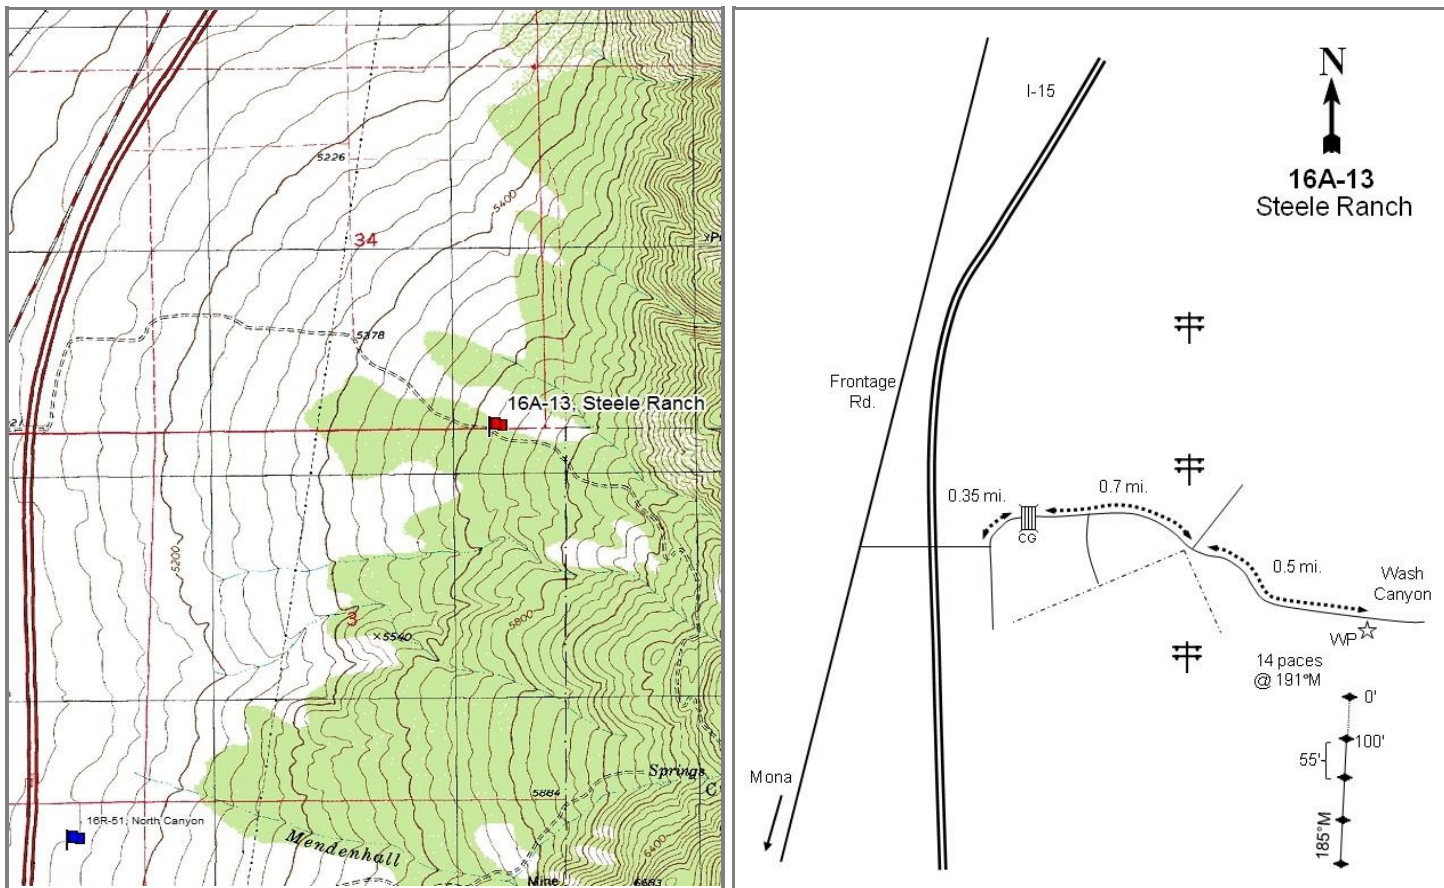 5226
5400
34
5378
16A-13, Steele Ranch
5200
3
5800
×5540
Springs
5884
16R-51, North Canyon
Mendenhall
6400
Mine
6683
I-15
N
16A-13
Steele Ranch
Frontage
Rd.
0.35 mi.
0.7 mi.
CG
0.5 mi.
Wash
Canyon
WP
14 paces
@ 191°M
0'
100'
55'
Mona
185°M